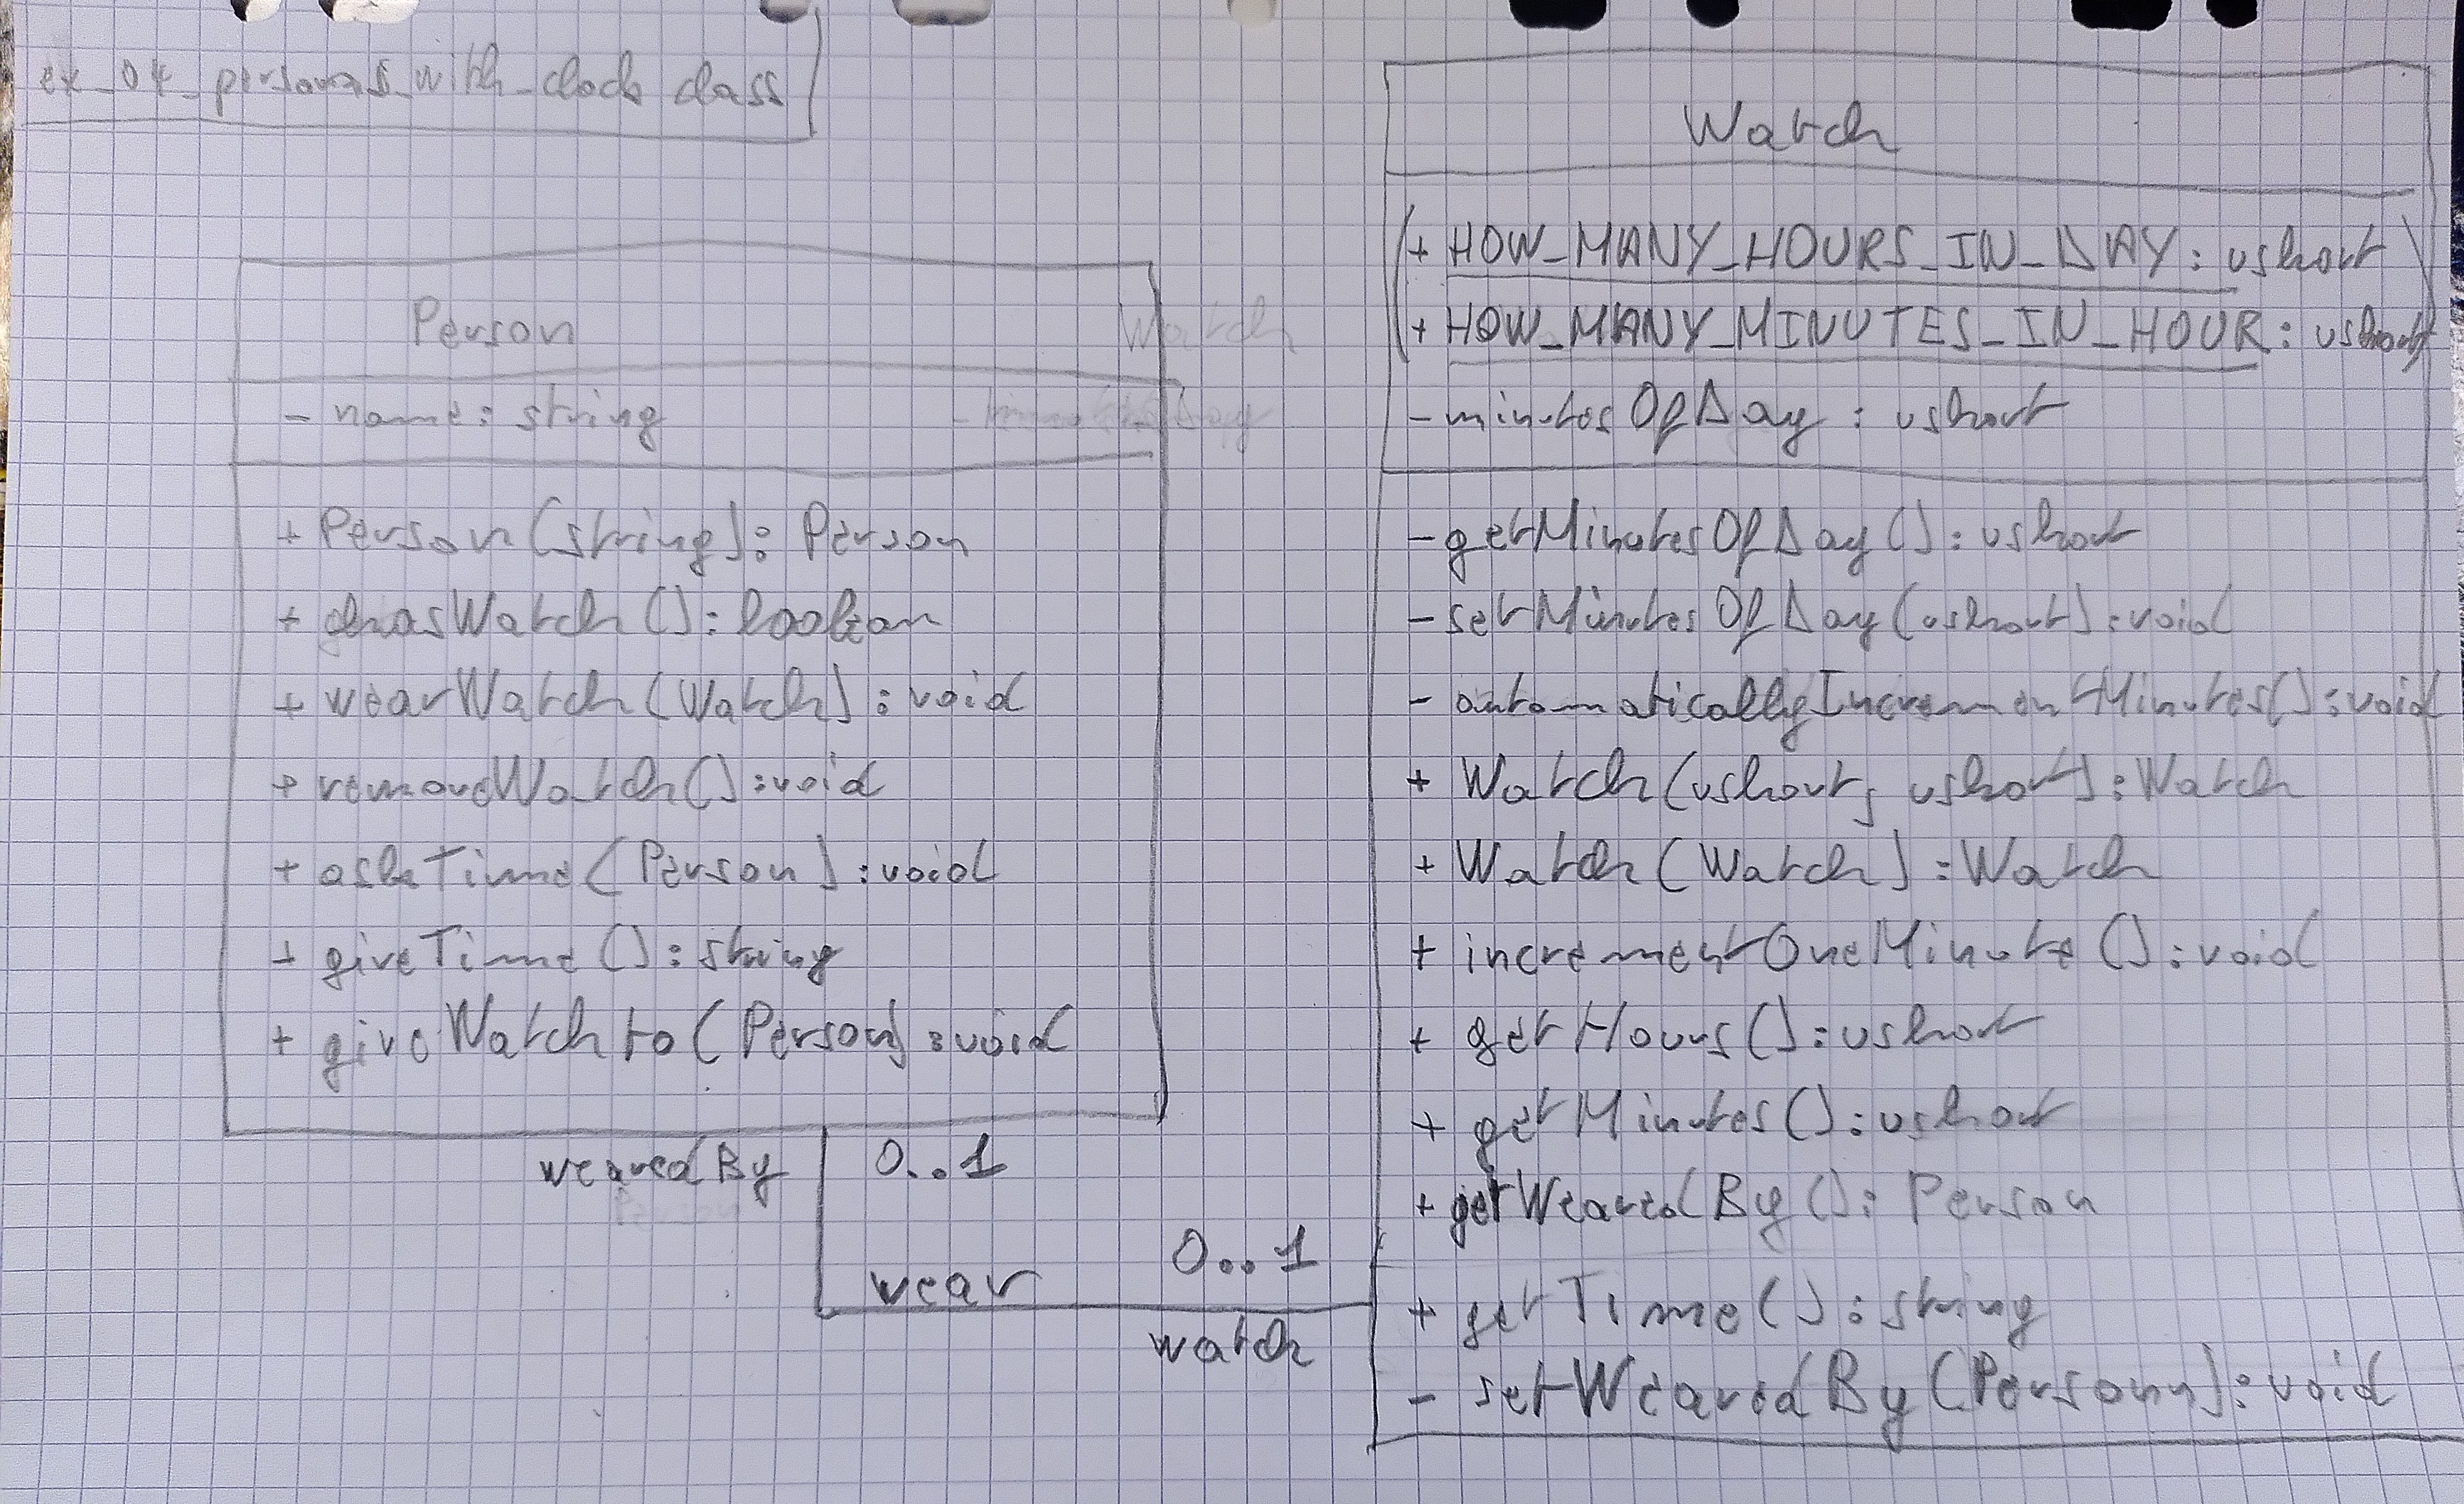 ex_04_persons_with_clock class
Person
- name: string
+ Person(string): Person
+ hasWatch(): boolean
+ wearWatch(Watch): void
+ removeWatch(): void
+ askTime(Person): void
+ giveTime(): string
+ giveWatchto(Person): void
wearedBy
0..1
wear
0..1
watch
Watch
(+ HOW_MANY_HOURS_IN_DAY: ushort)
(+ HOW_MANY_MINUTES_IN_HOUR: ushort)
- minutesOfDay: ushort
- getMinutesOfDay(): ushort
- setMinutesOfDay(ushort): void
- automaticallyIncrementMinutes(): void
+ Watch(ushort, ushort): Watch
+ Watch(Watch): Watch
+ incrementOneMinute(): void
+ getHours(): ushort
+ getMinutes(): ushort
+ getWearedBy(): Person
+ getTime(): string
- setWearedBy(Person): void